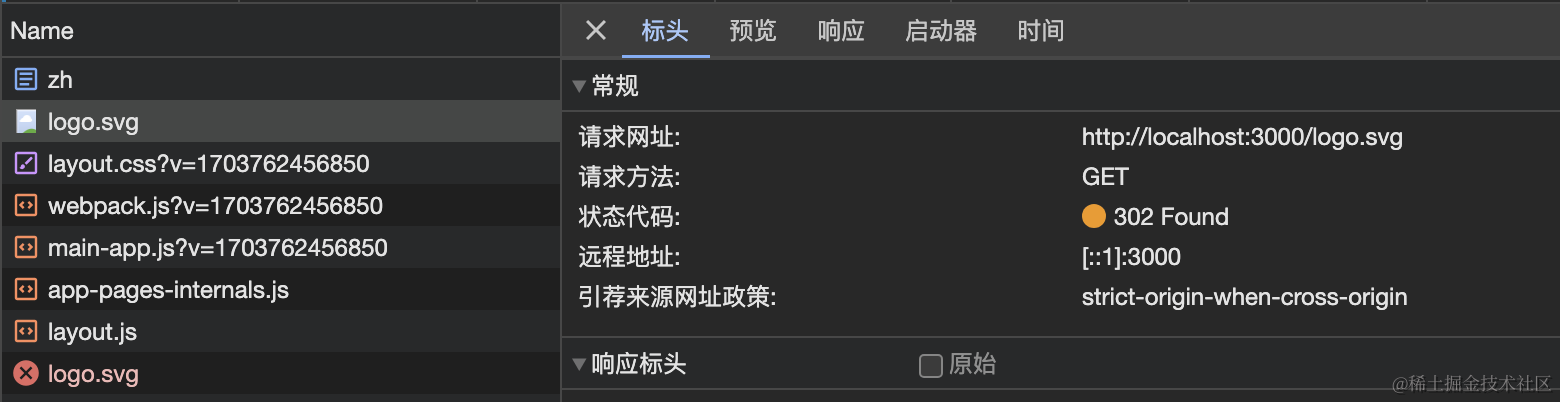 Name
zh
logo.svg
layout.css?v=1703762456850
webpack.js?v=1703762456850
main-app.js?v=1703762456850
app-pages-internals.js
layout.js
logo.svg
标头 预览 响应 启动器 时间
常规
请求网址: http://localhost:3000/logo.svg
请求方法: GET
状态代码: 302 Found
远程地址: [::1]:3000
引荐来源网址政策: strict-origin-when-cross-origin
响应标头 原始
@稀土掘金技术社区